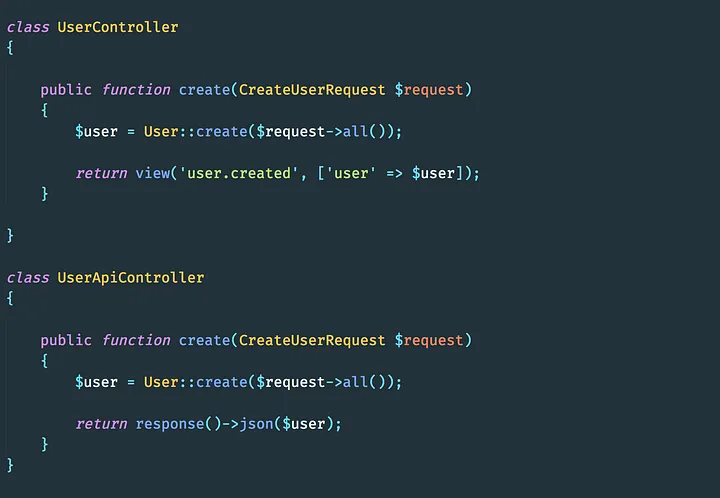 class UserController
{
public function create(CreateUserRequest $request)
{
$user = User::create($request->all());
return view('user.created', ['user' => $user]);
}
}
class UserApiController
{
public function create(CreateUserRequest $request)
{
$user = User::create($request->all());
return response()->json($user);
}
}